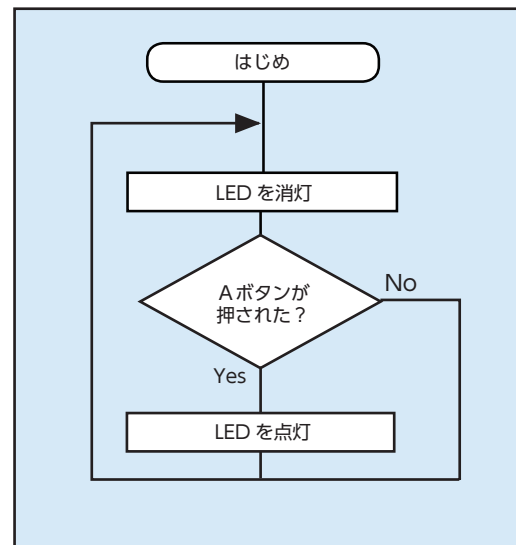 はじめ
LED を消灯
A ボタンが
押された？
No
Yes
LED を点灯